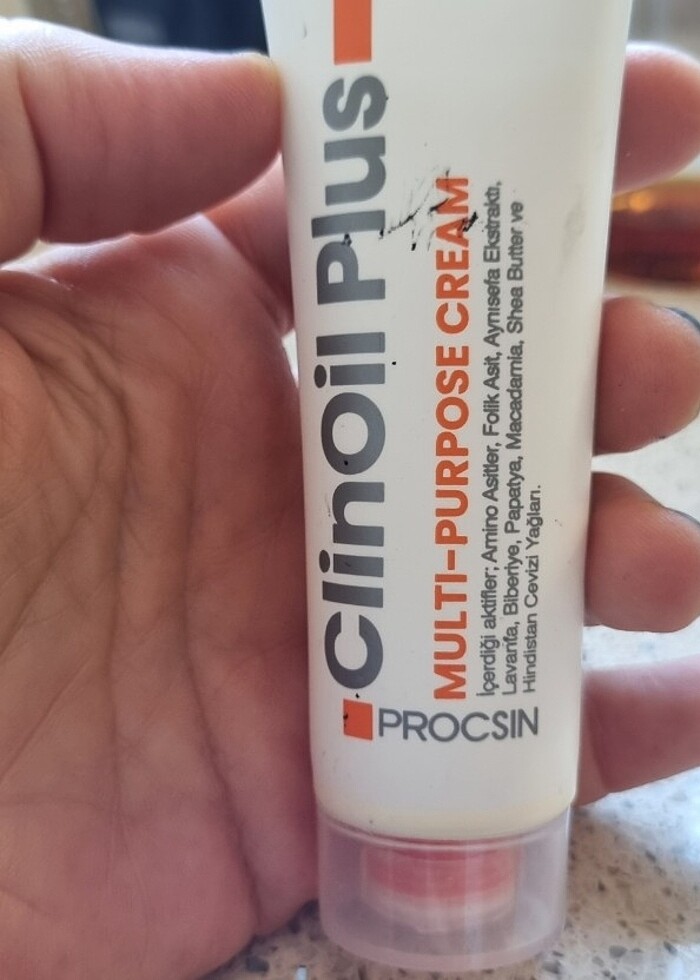 Clinoil Plus
MULTI-PURPOSE CREAM
İçerdiği aktifler; Amino Asitler, Folik Asit, Aynısefa Ekstraktı,
Lavanta, Biberiye, Papatya, Macadamia, Shea Butter ve
Hindistan Cevizi Yağları.
PROCSIN